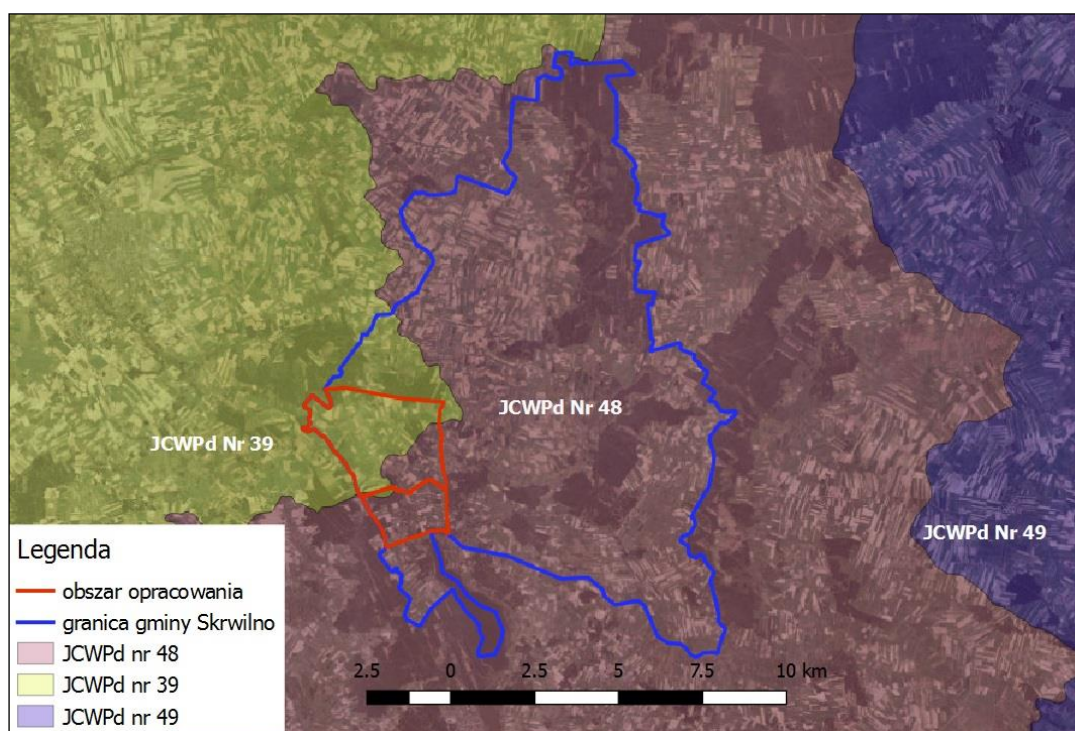 JCWPd Nr 48
JCWPd Nr 39
JCWPd Nr 49
Legenda
obszar opracowania
granica gminy Skrwilno
JCWPd nr 48
JCWPd nr 39
JCWPd nr 49
2.5 0 2.5 5 7.5 10 km